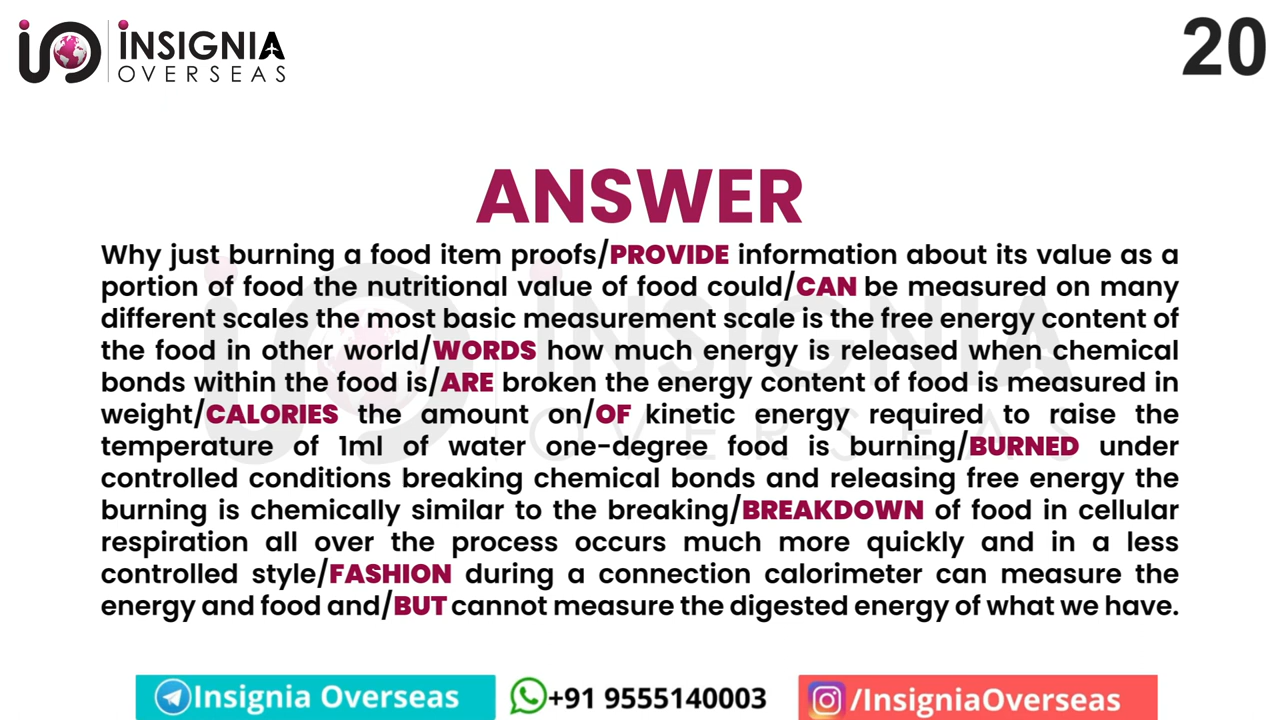 iNSIGNIA
OVERSEAS
20
ANSWER
Why just burning a food item proofs/PROVIDE information about its value as a
portion of food the nutritional value of food could/CAN be measured on many
different scales the most basic measurement scale is the free energy content of
the food in other world/WORDS how much energy is released when chemical
bonds within the food is/ARE broken the energy content of food is measured in
weight/CALORIES the amount on/OF kinetic energy required to raise the
temperature of 1ml of water one-degree food is burning/BURNED under
controlled conditions breaking chemical bonds and releasing free energy the
burning is chemically similar to the breaking/BREAKDOWN of food in cellular
respiration all over the process occurs much more quickly and in a less
controlled style/FASHION during a connection calorimeter can measure the
energy and food and/BUT cannot measure the digested energy of what we have.
Insignia Overseas
+91 9555140003
/InsigniaOverseas